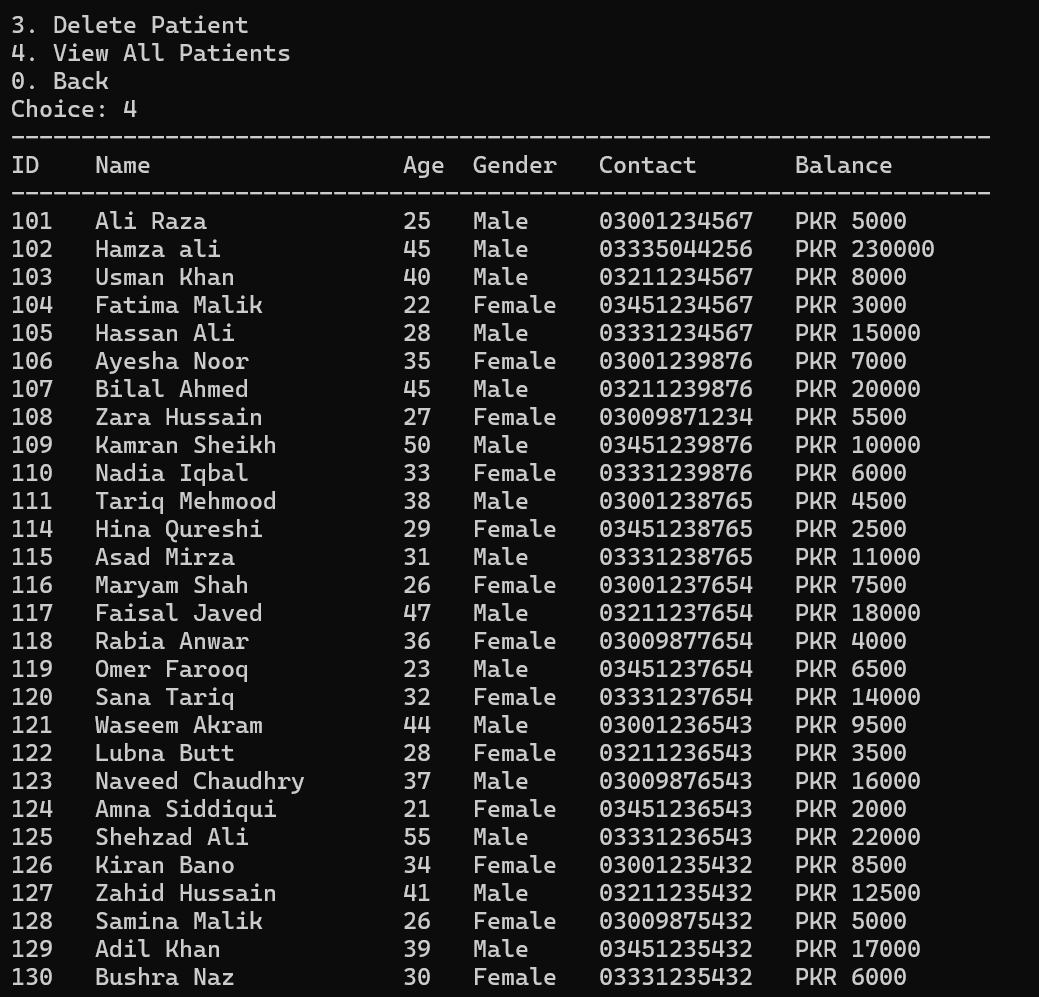 3. Delete Patient
4. View All Patients
0. Back
Choice: 4
----------------------------------------------------------------------
ID    Name                  Age  Gender   Contact       Balance
----------------------------------------------------------------------
101   Ali Raza              25   Male     03001234567   PKR 5000
102   Hamza ali             45   Male     03335044256   PKR 230000
103   Usman Khan            40   Male     03211234567   PKR 8000
104   Fatima Malik          22   Female   03451234567   PKR 3000
105   Hassan Ali            28   Male     03331234567   PKR 15000
106   Ayesha Noor           35   Female   03001239876   PKR 7000
107   Bilal Ahmed           45   Male     03211239876   PKR 20000
108   Zara Hussain          27   Female   03009871234   PKR 5500
109   Kamran Sheikh         50   Male     03451239876   PKR 10000
110   Nadia Iqbal           33   Female   03331239876   PKR 6000
111   Tariq Mehmood         38   Male     03001238765   PKR 4500
114   Hina Qureshi          29   Female   03451238765   PKR 2500
115   Asad Mirza            31   Male     03331238765   PKR 11000
116   Maryam Shah           26   Female   03001237654   PKR 7500
117   Faisal Javed          47   Male     03211237654   PKR 18000
118   Rabia Anwar           36   Female   03009877654   PKR 4000
119   Omer Farooq           23   Male     03451237654   PKR 6500
120   Sana Tariq            32   Female   03331237654   PKR 14000
121   Waseem Akram          44   Male     03001236543   PKR 9500
122   Lubna Butt            28   Female   03211236543   PKR 3500
123   Naveed Chaudhry       37   Male     03009876543   PKR 16000
124   Amna Siddiqui         21   Female   03451236543   PKR 2000
125   Shehzad Ali           55   Male     03331236543   PKR 22000
126   Kiran Bano            34   Female   03001235432   PKR 8500
127   Zahid Hussain         41   Male     03211235432   PKR 12500
128   Samina Malik          26   Female   03009875432   PKR 5000
129   Adil Khan             39   Male     03451235432   PKR 17000
130   Bushra Naz            30   Female   03331235432   PKR 6000